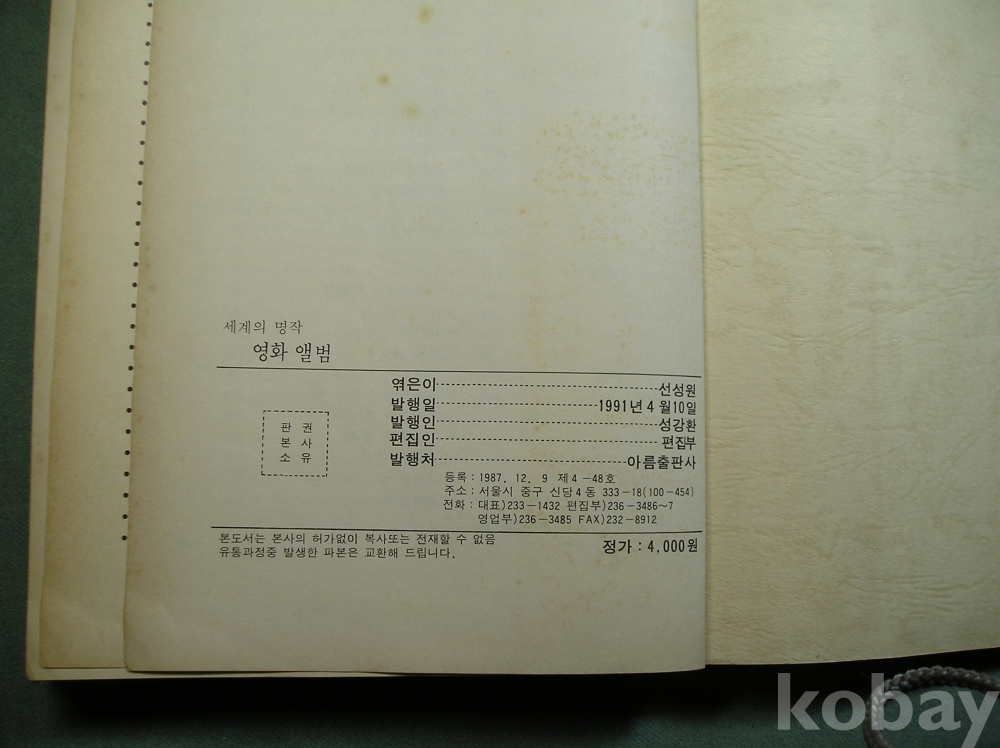 세계의 명작
영화 앨범
엮은이 선성원
발행일 1991년 4월10일
발행인 성강환
편집인 편집부
발행처 아름출판사
판 권
본 사
소 유
등록 : 1987. 12. 9 제4-48호
주소 : 서울시 중구 신당4동 333-18(100-454)
전화 : 대표)233-1432 편집부)236-3486~7
영업부)236-3485 FAX)232-8912
본도서는 본사의 허가없이 복사또는 전재할 수 없음
유통과정중 발생한 파본은 교환해 드립니다.
정가 : 4,000원
kobay